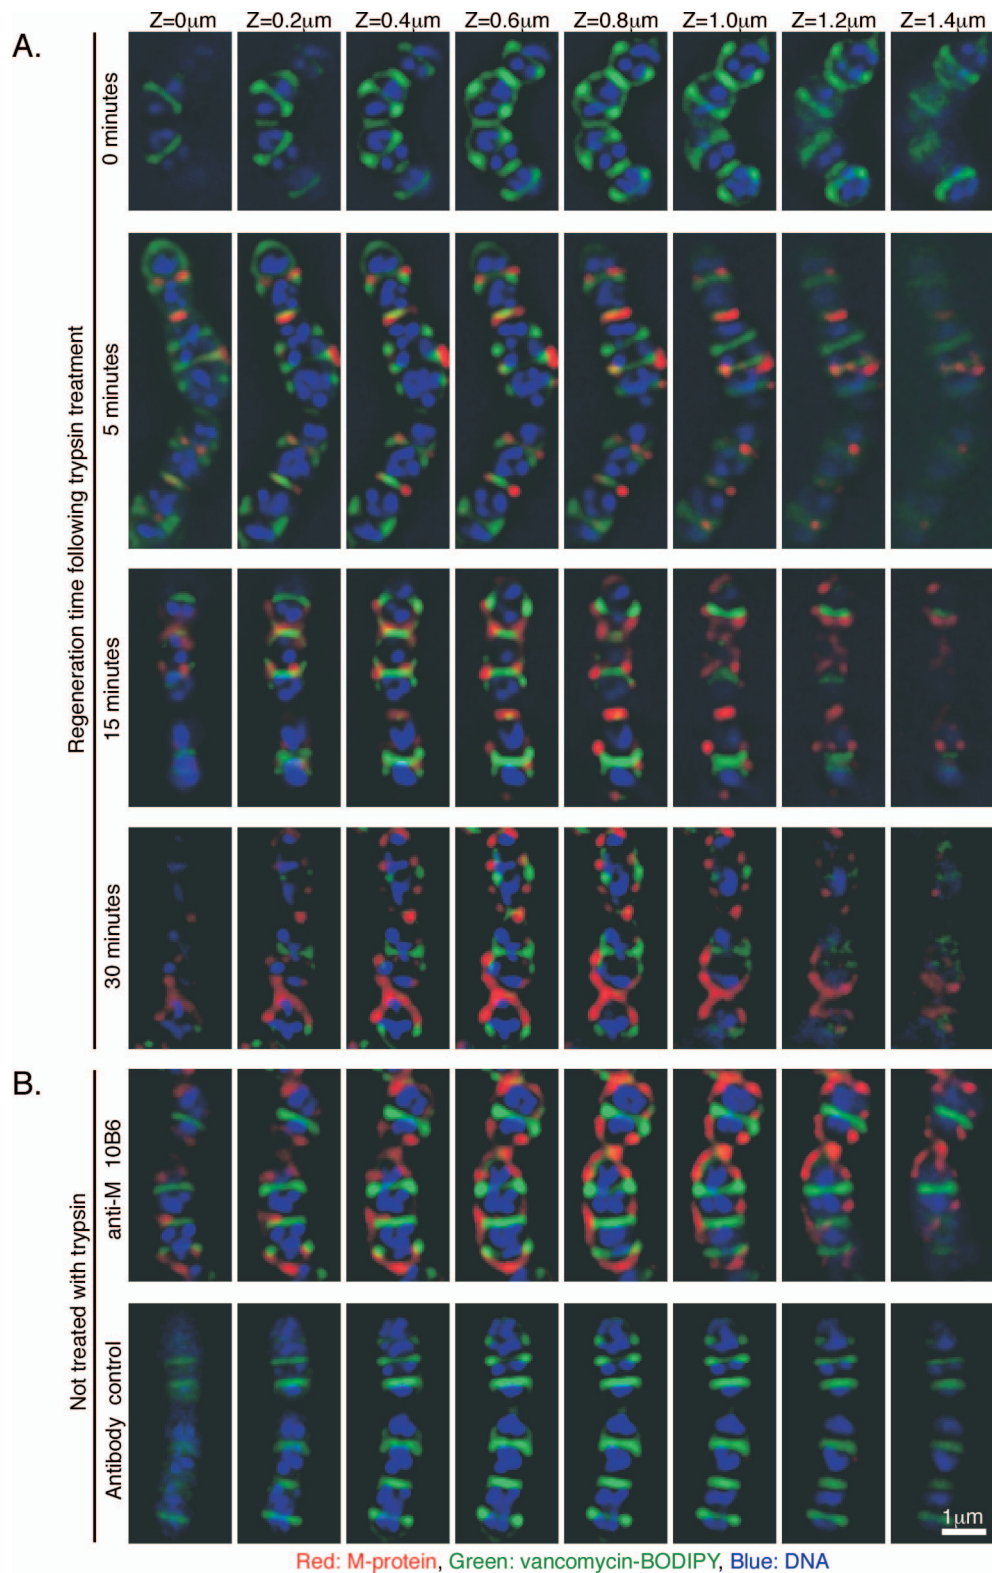 A.
Z=0μm Z=0.2μm Z=0.4μm Z=0.6μm Z=0.8μm Z=1.0μm Z=1.2μm Z=1.4μm
Regeneration time following trypsin treatment
0 minutes
5 minutes
15 minutes
30 minutes
B.
Not treated with trypsin
anti-M 10B6
Antibody control
1μm
Red: M-protein, Green: vancomycin-BODIPY, Blue: DNA